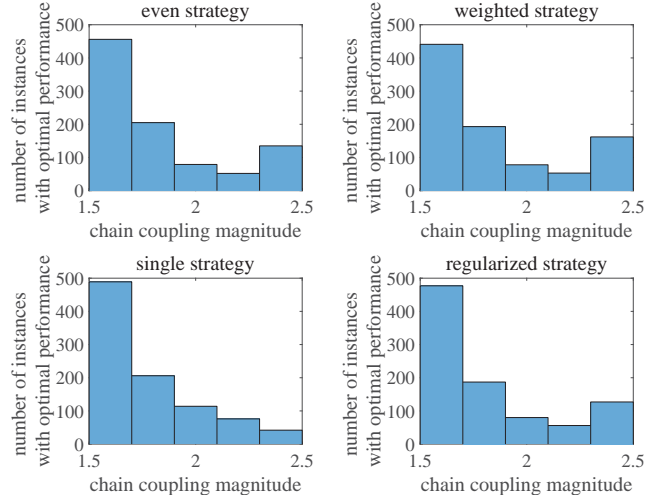 even strategy
number of instances
with optimal performance
500
400
300
200
100
0
1.5
2
2.5
chain coupling magnitude
weighted strategy
number of instances
with optimal performance
500
400
300
200
100
0
1.5
2
2.5
chain coupling magnitude
single strategy
number of instances
with optimal performance
500
400
300
200
100
0
1.5
2
2.5
chain coupling magnitude
regularized strategy
number of instances
with optimal performance
500
400
300
200
100
0
1.5
2
2.5
chain coupling magnitude